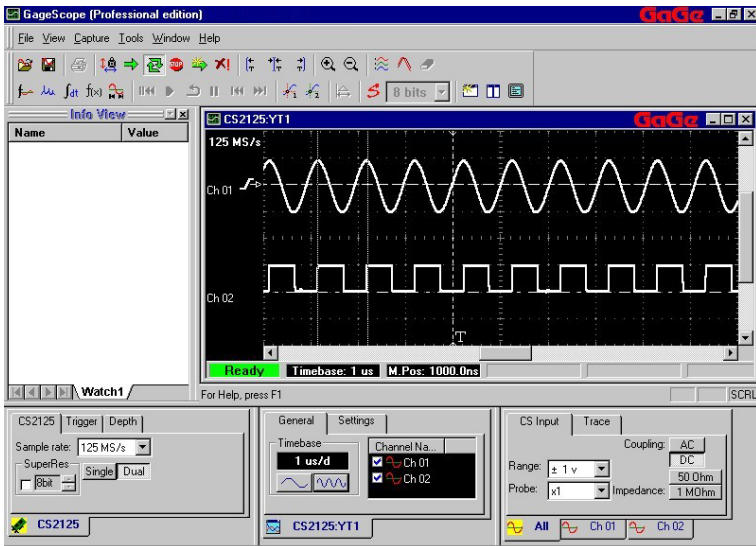 GageScope (Professional edition)
GaGe
File View Capture Tools Window Help
8 bits
Info View
Name Value
Watch1
CS2125:YT1
GaGe
125 MS/s
Ch 01
Ch 02
T
Ready Timebase: 1 us M.Pos: 1000.0ns
For Help, press F1
SCRL
CS2125 Trigger Depth
Sample rate: 125 MS/s
SuperRes
8bit
Single Dual
CS2125
General Settings
Timebase
1 us/d
Channel Na...
Ch 01
Ch 02
CS2125:YT1
CS Input Trace
Coupling: AC
DC
Range: ± 1 v
50 Ohm
Probe: x1
Impedance: 1 MOhm
All Ch 01 Ch 02